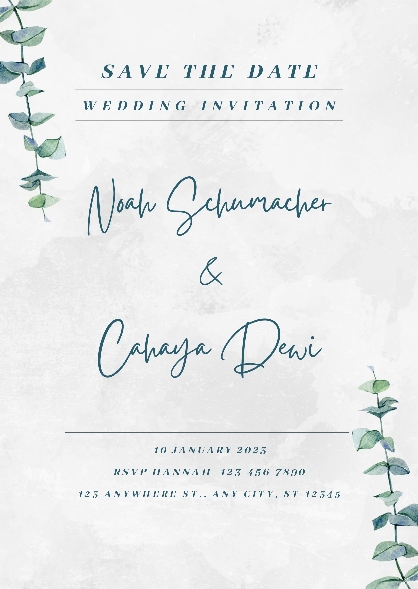 SAVE THE DATE
WEDDING INVITATION
Noah Schumacher
&
Cahaya Dewi
10 JANUARY 2025
RSVP HANNAH 123 456 7890
123 ANYWHERE ST.. ANY CITY, ST 12345